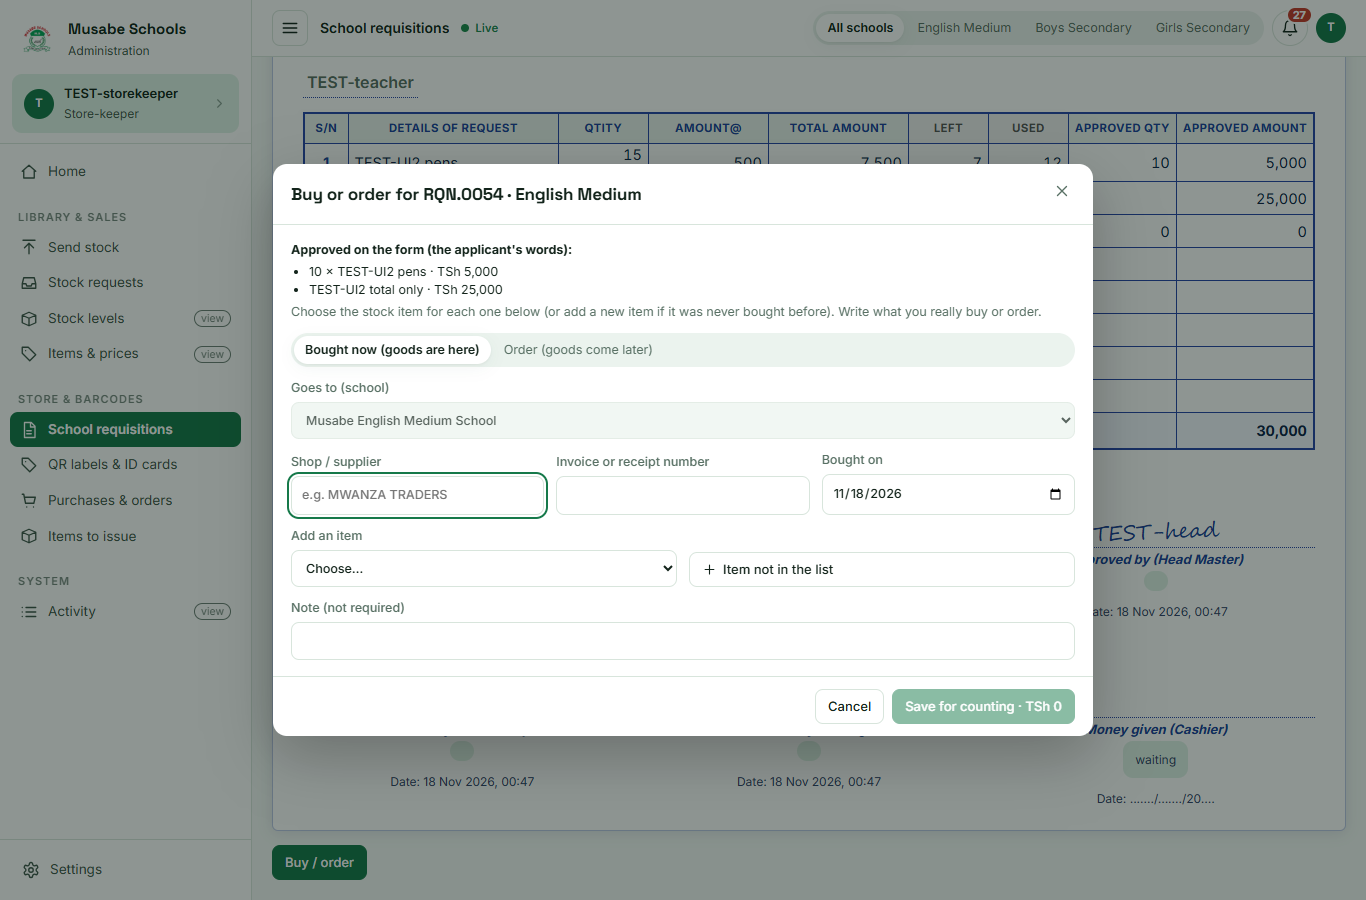 Musabe Schools
Administration
T
TEST-storekeeper
Store-keeper
Home
LIBRARY & SALES
Send stock
Stock requests
Stock levels view
Items & prices view
STORE & BARCODES
School requisitions
QR labels & ID cards
Purchases & orders
Items to issue
SYSTEM
Activity view
Settings
School requisitions Live
All schools English Medium Boys Secondary Girls Secondary 27 T
TEST-teacher
S/N DETAILS OF REQUEST QTITY AMOUNT@ TOTAL AMOUNT LEFT USED APPROVED QTY APPROVED AMOUNT
1 TEST-UI2 pens 15 500 7,500 7 12 10 5,000
25,000
0 0
30,000
Buy or order for RQN.0054 · English Medium
Approved on the form (the applicant's words):
• 10 × TEST-UI2 pens · TSh 5,000
• TEST-UI2 total only · TSh 25,000
Choose the stock item for each one below (or add a new item if it was never bought before). Write what you really buy or order.
Bought now (goods are here) Order (goods come later)
Goes to (school)
Musabe English Medium School
Shop / supplier Invoice or receipt number Bought on
e.g. MWANZA TRADERS 11/18/2026
Add an item
Choose... + Item not in the list
Note (not required)
Cancel Save for counting · TSh 0
TEST-head
proved by (Head Master)
ate: 18 Nov 2026, 00:47
Money given (Cashier)
waiting
Date: 18 Nov 2026, 00:47 Date: 18 Nov 2026, 00:47 Date: ......./......./20....
Buy / order